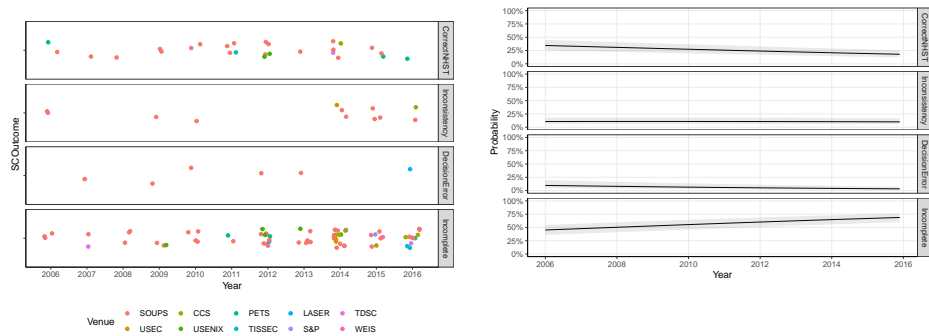 SCOutcome
CorrectNHST
Inconsistency
DecisionError
Incomplete
2006 2007 2008 2009 2010 2011 2012 2013 2014 2015 2016
Year
Venue
SOUPS CCS PETS LASER TDSC
USEC USENIX TISSEC S&P WEIS
Probability
100%
75%
50%
25%
0%
CorrectNHST
100%
75%
50%
25%
0%
Inconsistency
100%
75%
50%
25%
0%
DecisionError
100%
75%
50%
25%
0%
Incomplete
2006 2008 2010 2012 2014 2016
Year